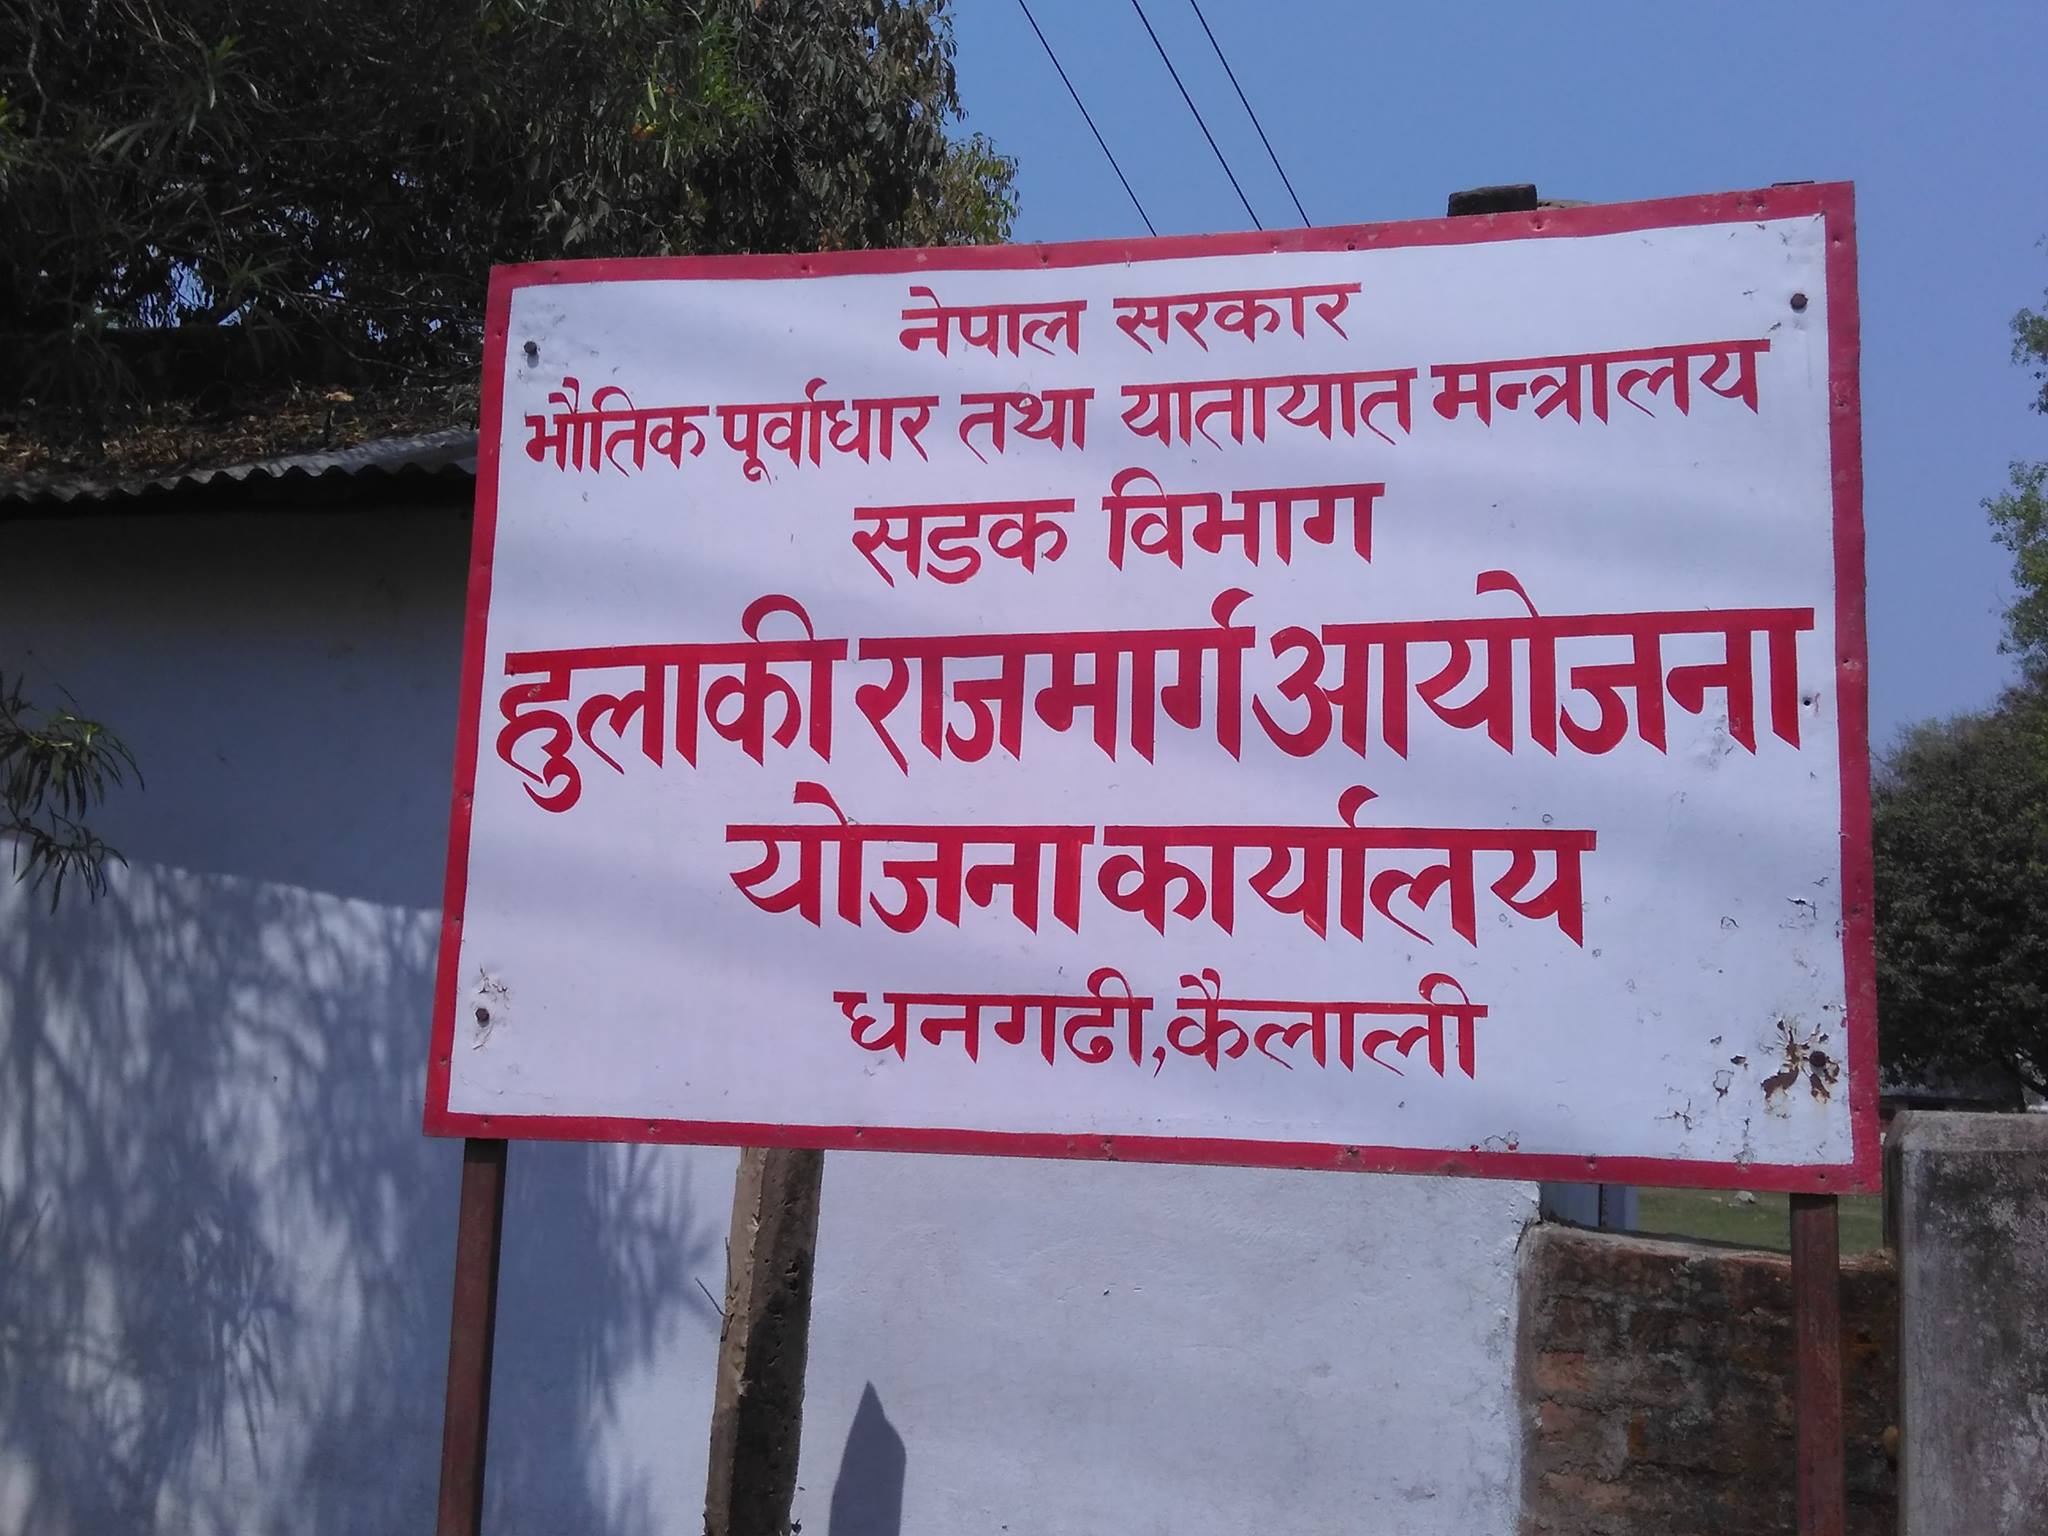 नेपाल सरकार
भौतिक पूर्वाधार तथा यातायात मन्त्रालय
सडक विभाग
हुलाकी राजमार्ग आयोजना
योजना कार्यालय
धनगढी, कैलाली